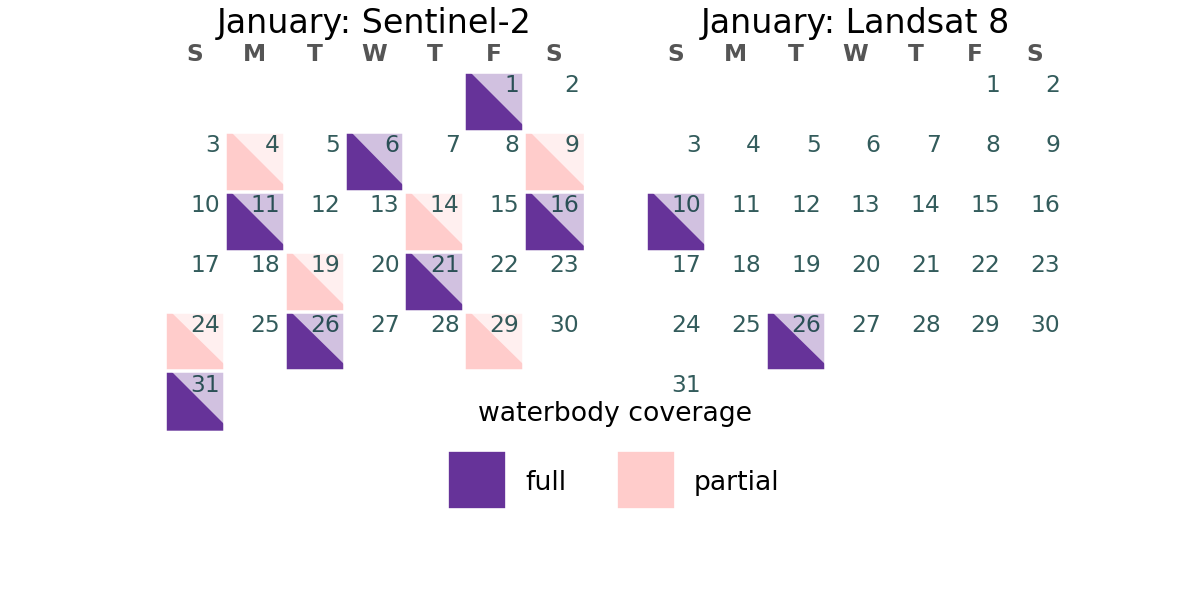 January: Sentinel-2
S M T W T F S
1 2
3 4 5 6 7 8 9
10 11 12 13 14 15 16
17 18 19 20 21 22 23
24 25 26 27 28 29 30
31
January: Landsat 8
S M T W T F S
1 2
3 4 5 6 7 8 9
10 11 12 13 14 15 16
17 18 19 20 21 22 23
24 25 26 27 28 29 30
31
waterbody coverage
full partial